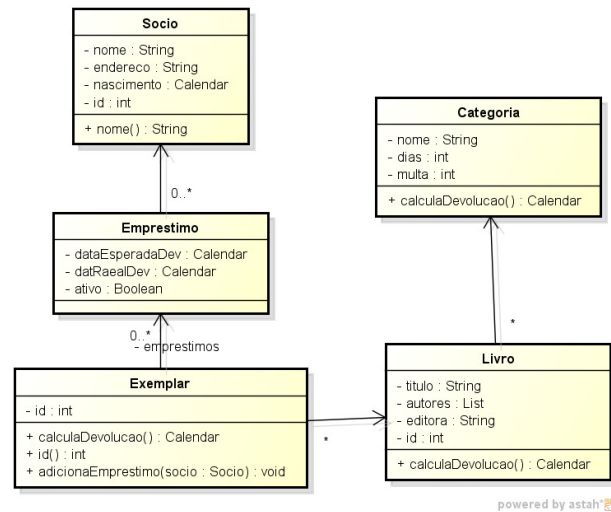 Socio
- nome : String
- endereco : String
- nascimento : Calendar
- id : int
+ nome() : String
0..*
Emprestimo
- dataEsperadaDev : Calendar
- datRaealDev : Calendar
- ativo : Boolean
0..*
- emprestimos
Exemplar
- id : int
+ calculaDevolucao() : Calendar
+ id() : int
+ adicionaEmprestimo(socio : Socio) : void
*
Categoria
- nome : String
- dias : int
- multa : int
+ calculaDevolucao() : Calendar
*
Livro
- titulo : String
- autores : List
- editora : String
- id : int
+ calculaDevolucao() : Calendar
powered by astah*